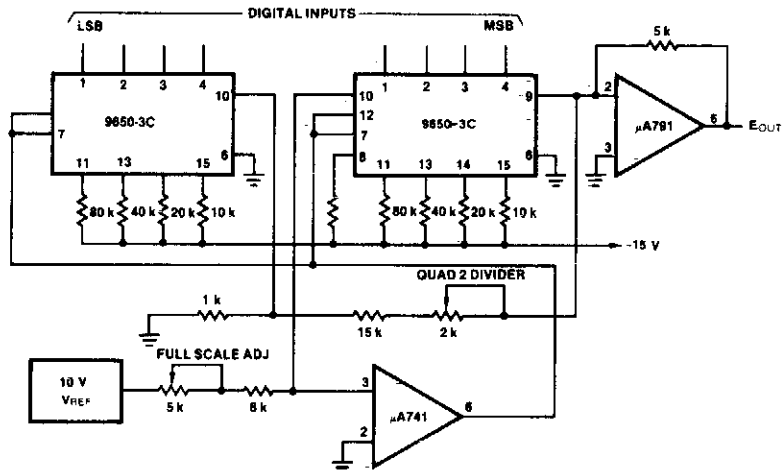 DIGITAL INPUTS
LSB
MSB
1 2 3 4
1 2 3 4
5 k
10
9650-3C
7
6
11 13 15
10
12
7
8
9850-3C
9
6
11 13 14 15
2
3
μA791
6
EOUT
80 k 40 k 20 k 10 k
80 k 40 k 20 k 10 k
-15 V
QUAD 2 DIVIDER
1 k
15 k
2 k
FULL SCALE ADJ
10 V
VREF
5 k
8 k
3
2
μA741
6